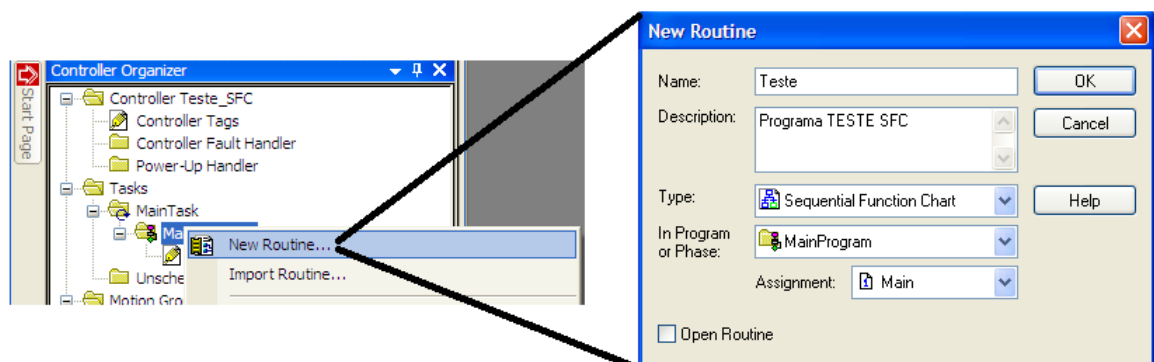 Start Page
Controller Organizer
Controller Teste_SFC
Controller Tags
Controller Fault Handler
Power-Up Handler
Tasks
MainTask
Ma
New Routine...
Import Routine...
Unsche
Motion Gro
New Routine
Name:
Teste
OK
Description:
Programa TESTE SFC
Cancel
Type:
Sequential Function Chart
Help
In Program
or Phase:
MainProgram
Assignment:
Main
Open Routine